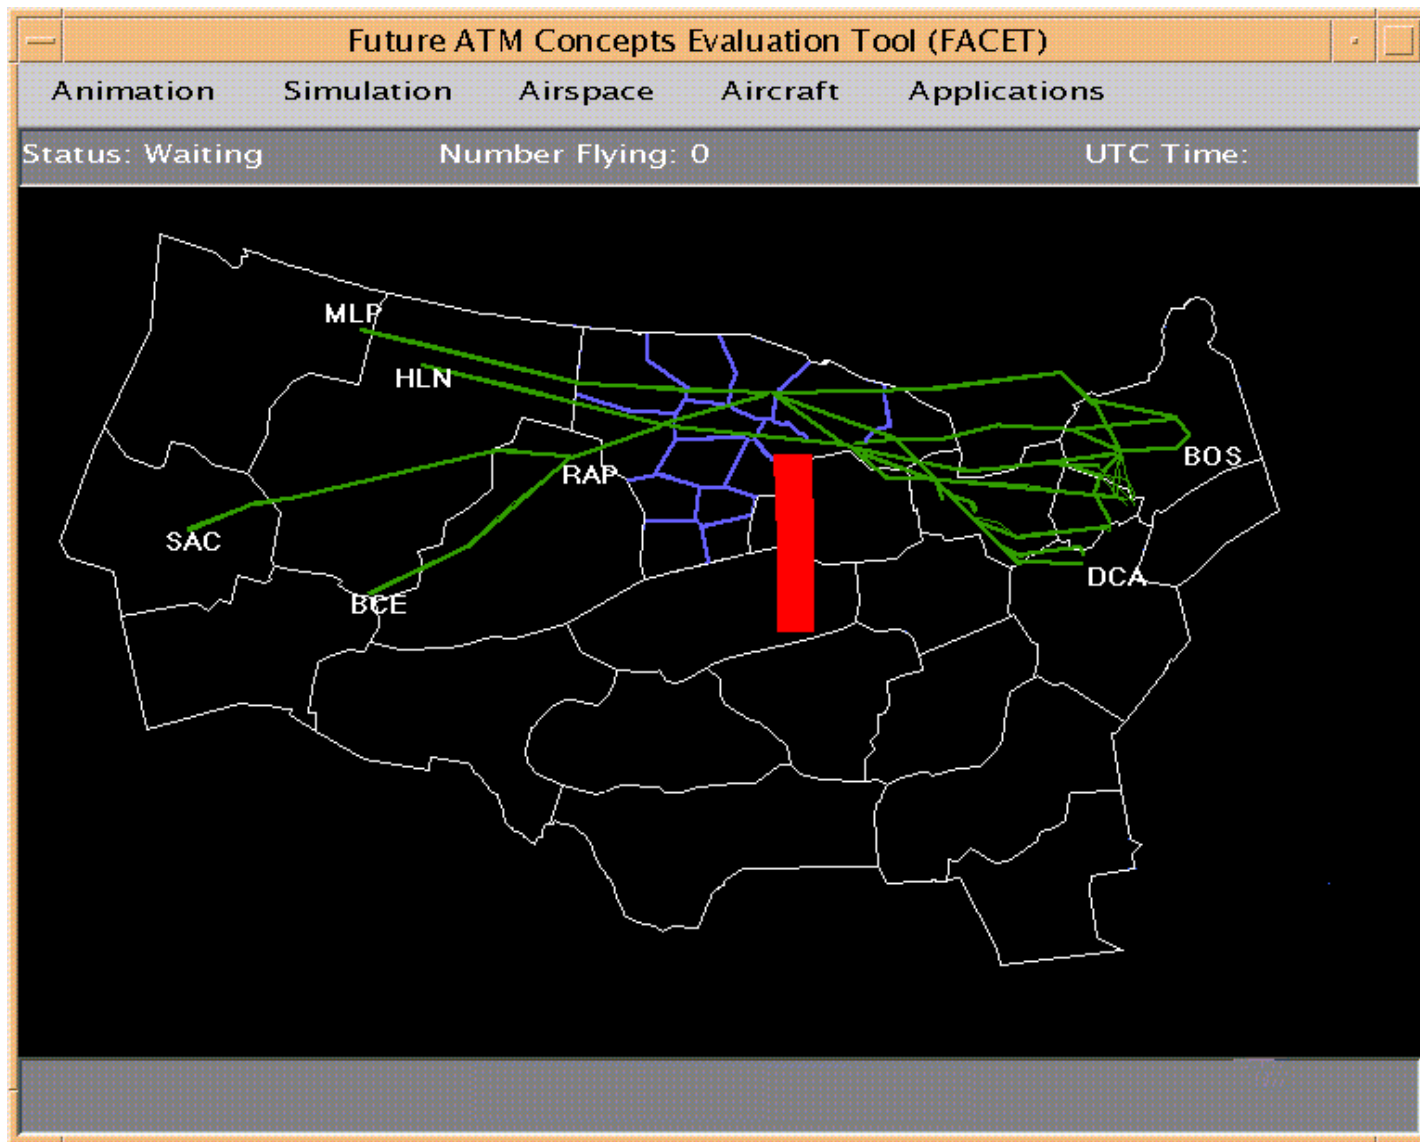 Future ATM Concepts Evaluation Tool (FACET)
Animation Simulation Airspace Aircraft Applications
Status: Waiting Number Flying: 0 UTC Time:
MLP
HLN
BOS
RAP
SAC
DCA
BCE